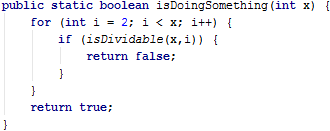 public static boolean isDoingSomething(int x) {
    for (int i = 2; i < x; i++) {
        if (isDividable(x,i)) {
            return false;
        }
    }
    return true;
}